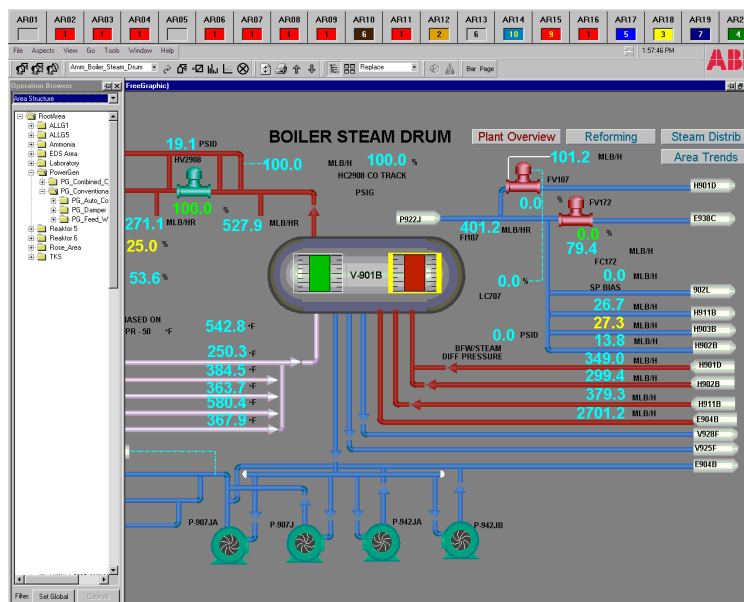 AR01 AR02 AR03 AR04 AR05 AR06 AR07 AR08 AR09 AR10 AR11 AR12 AR13 AR14 AR15 AR16 AR17 AR18 AR19
1 1 1 1 1 1 1 6 1 2 6 10 9 1 5 3 7 4
File Aspects View Go Tools Window Help
1:57:46 PM
ABB
Amm_Boiler_Steam_Drum
Replace
Bar Page
Operation Browser
FreeGraphic)
Area Structure
RootArea
ALLG1
ALLG5
Ammonia
EDS Area
Laboratory
PowerGen
PG_Combined_C
PG_Conventiona
PG_Auto_Co
PG_Damper
PG_Feed_W
Reaktor 5
Reaktor 6
Rose_Area
TKS
Filter: Set Global Clear All
BOILER STEAM DRUM
Plant Overview
Reforming
Steam Distrib
Area Trends
19.1 PSID
HV2908
100.0 MLB/H
100.0 %
HC2908 CO TRACK
PSIG
100.0 %
271.1 MLB/HR
527.9 MLB/HR
25.0 %
53.6 %
101.2 MLB/H
FV107
0.0 %
H901D
P922J
401.2 MLB/HR
FI107
FV172
0.0 %
E938C
79.4 MLB/H
FC172
0.0 MLB/H
SP BIAS
0.0 %
LC707
V-901B
902L
26.7 MLB/H
H911B
27.3 MLB/H
H903B
13.8 MLB/H
H902B
0.0 PSID
BFW/STEAM
DIFF PRESSURE
349.0 MLB/H
H901D
299.4 MLB/H
H902B
379.3 MLB/H
H911B
2701.2 MLB/H
E904B
V928F
V925F
E904B
BASED ON
PR - 50 °F
542.8 °F
250.3 °F
384.5 °F
363.7 °F
580.4 °F
367.9 °F
P-907JA
P-907J
P-942JA
P-942JB